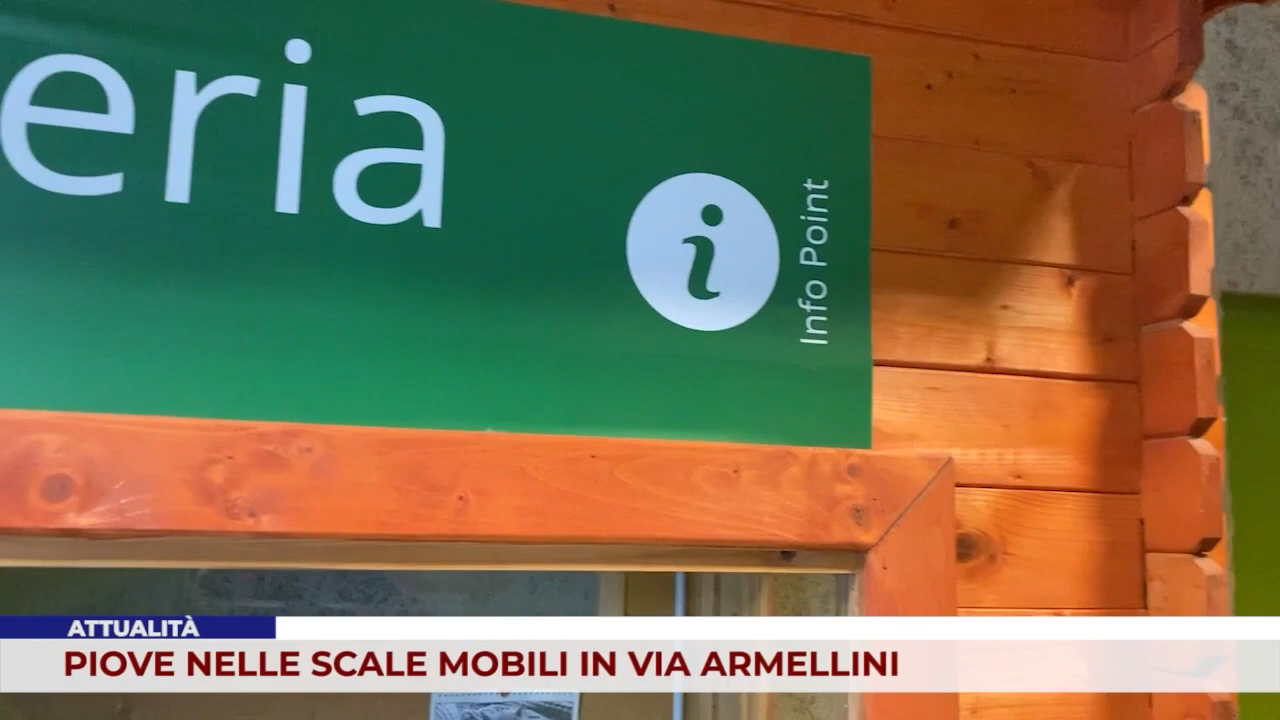 eria
i
Info Point
ATTUALITÀ
PIOVE NELLE SCALE MOBILI IN VIA ARMELLINI